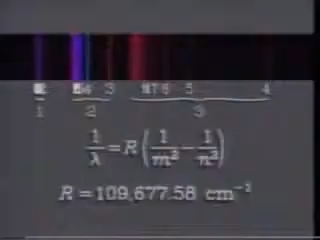 3 5 4
1 2 3
1/λ = R(1/m² − 1/n²)
R = 109,677.58 cm⁻¹